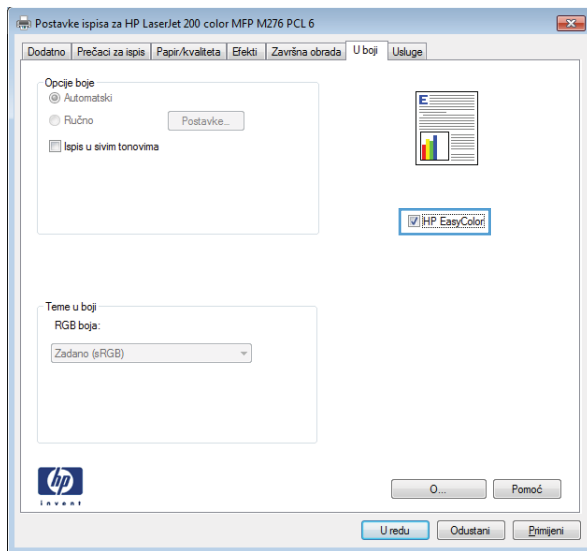 Postavke ispisa za HP LaserJet 200 color MFP M276 PCL 6
Dodatno Prečaci za ispis Papir/kvaliteta Efekti Završna obrada U boji Usluge
Opcije boje
Automatski
Ručno
Postavke...
Ispis u sivim tonovima
E
HP EasyColor
Teme u boji
RGB boja:
Zadano (sRGB)
hp
invent
O... Pomoć
U redu Odustani Primijeni